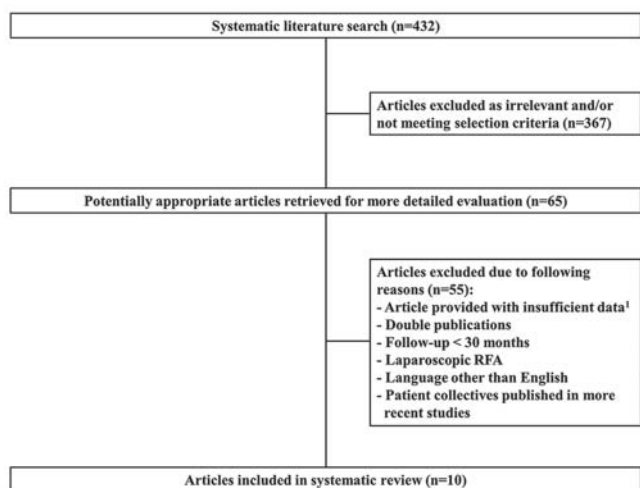 Systematic literature search (n=432)
Articles excluded as irrelevant and/or
not meeting selection criteria (n=367)
Potentially appropriate articles retrieved for more detailed evaluation (n=65)
Articles excluded due to following
reasons (n=55):
- Article provided with insufficient data¹
- Double publications
- Follow-up < 30 months
- Laparoscopic RFA
- Language other than English
- Patient collectives published in more
recent studies
Articles included in systematic review (n=10)